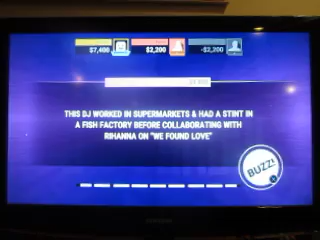 $7,400 $2,200 -$2,200
THIS DJ WORKED IN SUPERMARKETS & HAD A STINT IN
A FISH FACTORY BEFORE COLLABORATING WITH
RIHANNA ON "WE FOUND LOVE"
BUZZ!